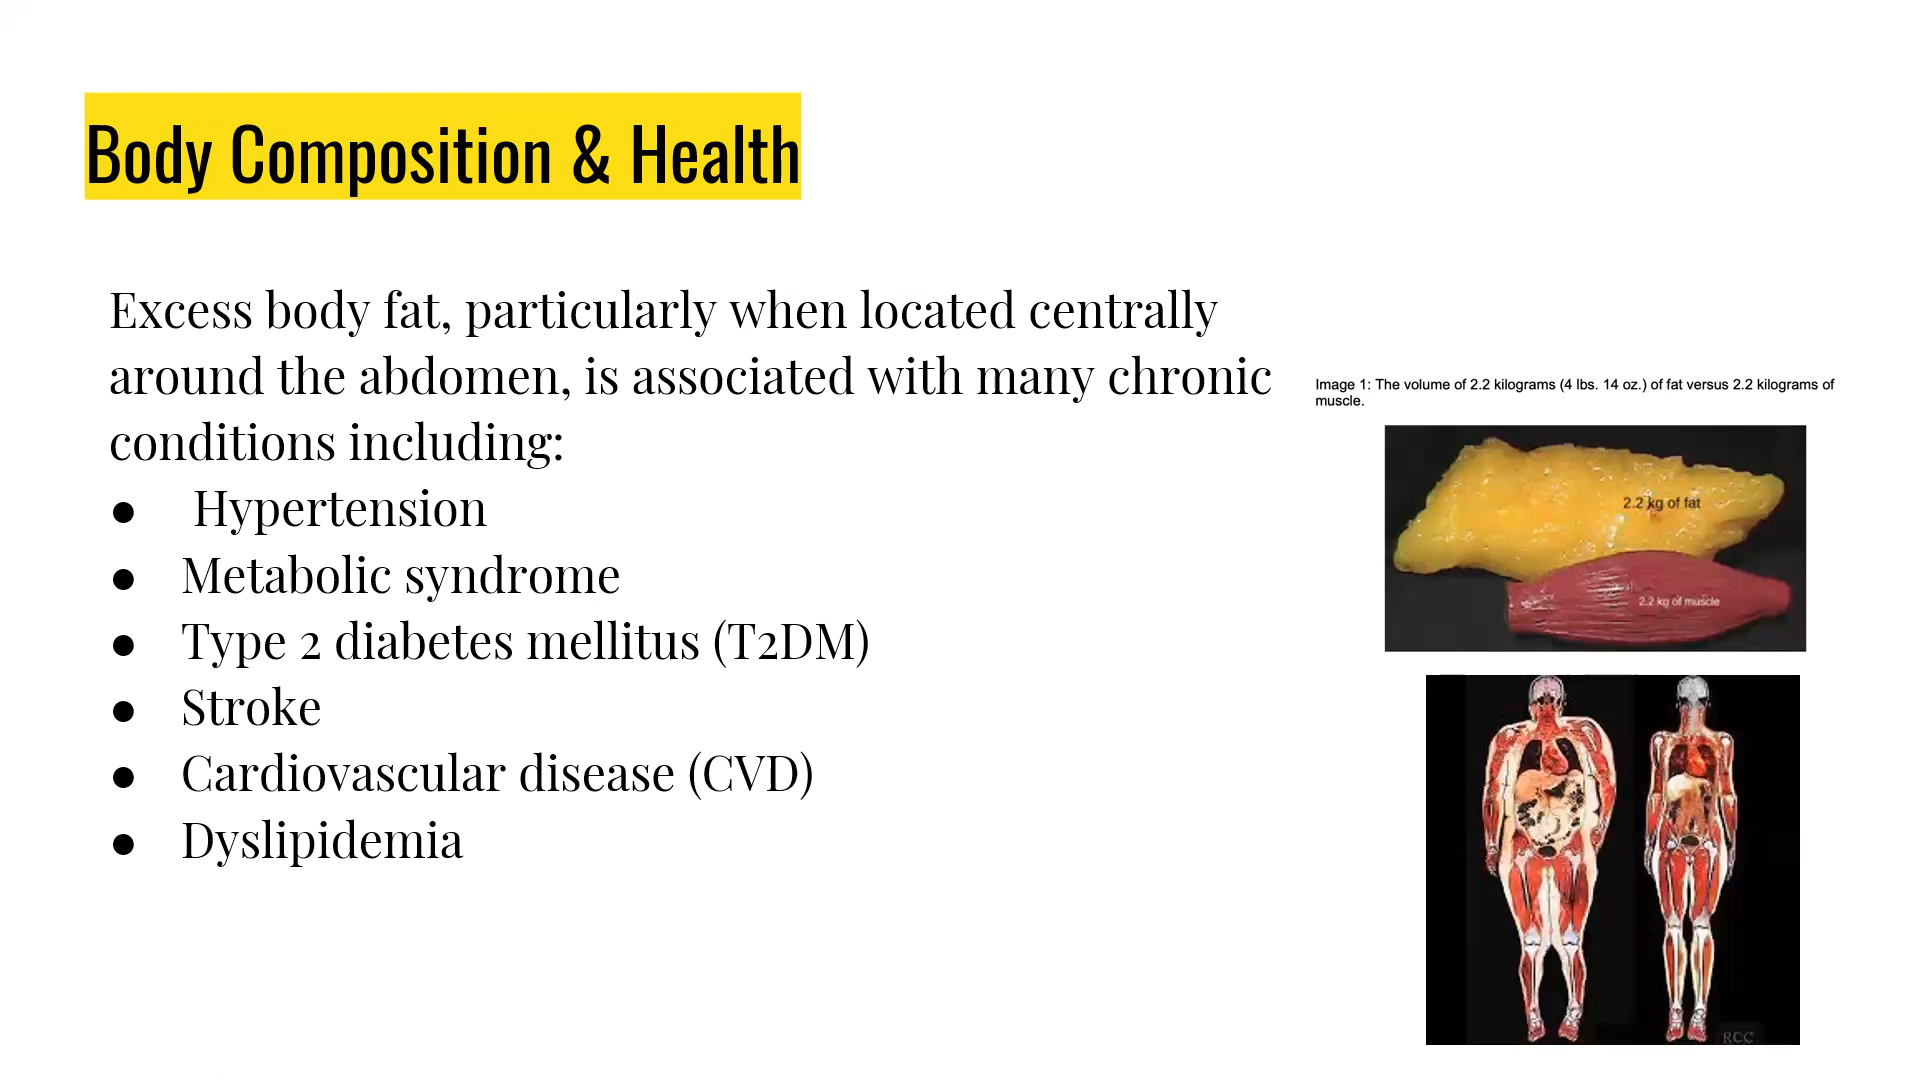 Body Composition & Health
Excess body fat, particularly when located centrally
around the abdomen, is associated with many chronic
conditions including:
● Hypertension
● Metabolic syndrome
● Type 2 diabetes mellitus (T2DM)
● Stroke
● Cardiovascular disease (CVD)
● Dyslipidemia
Image 1: The volume of 2.2 kilograms (4 lbs. 14 oz.) of fat versus 2.2 kilograms of
muscle.
2.2 kg of fat
2.2 kg of muscle
RCC